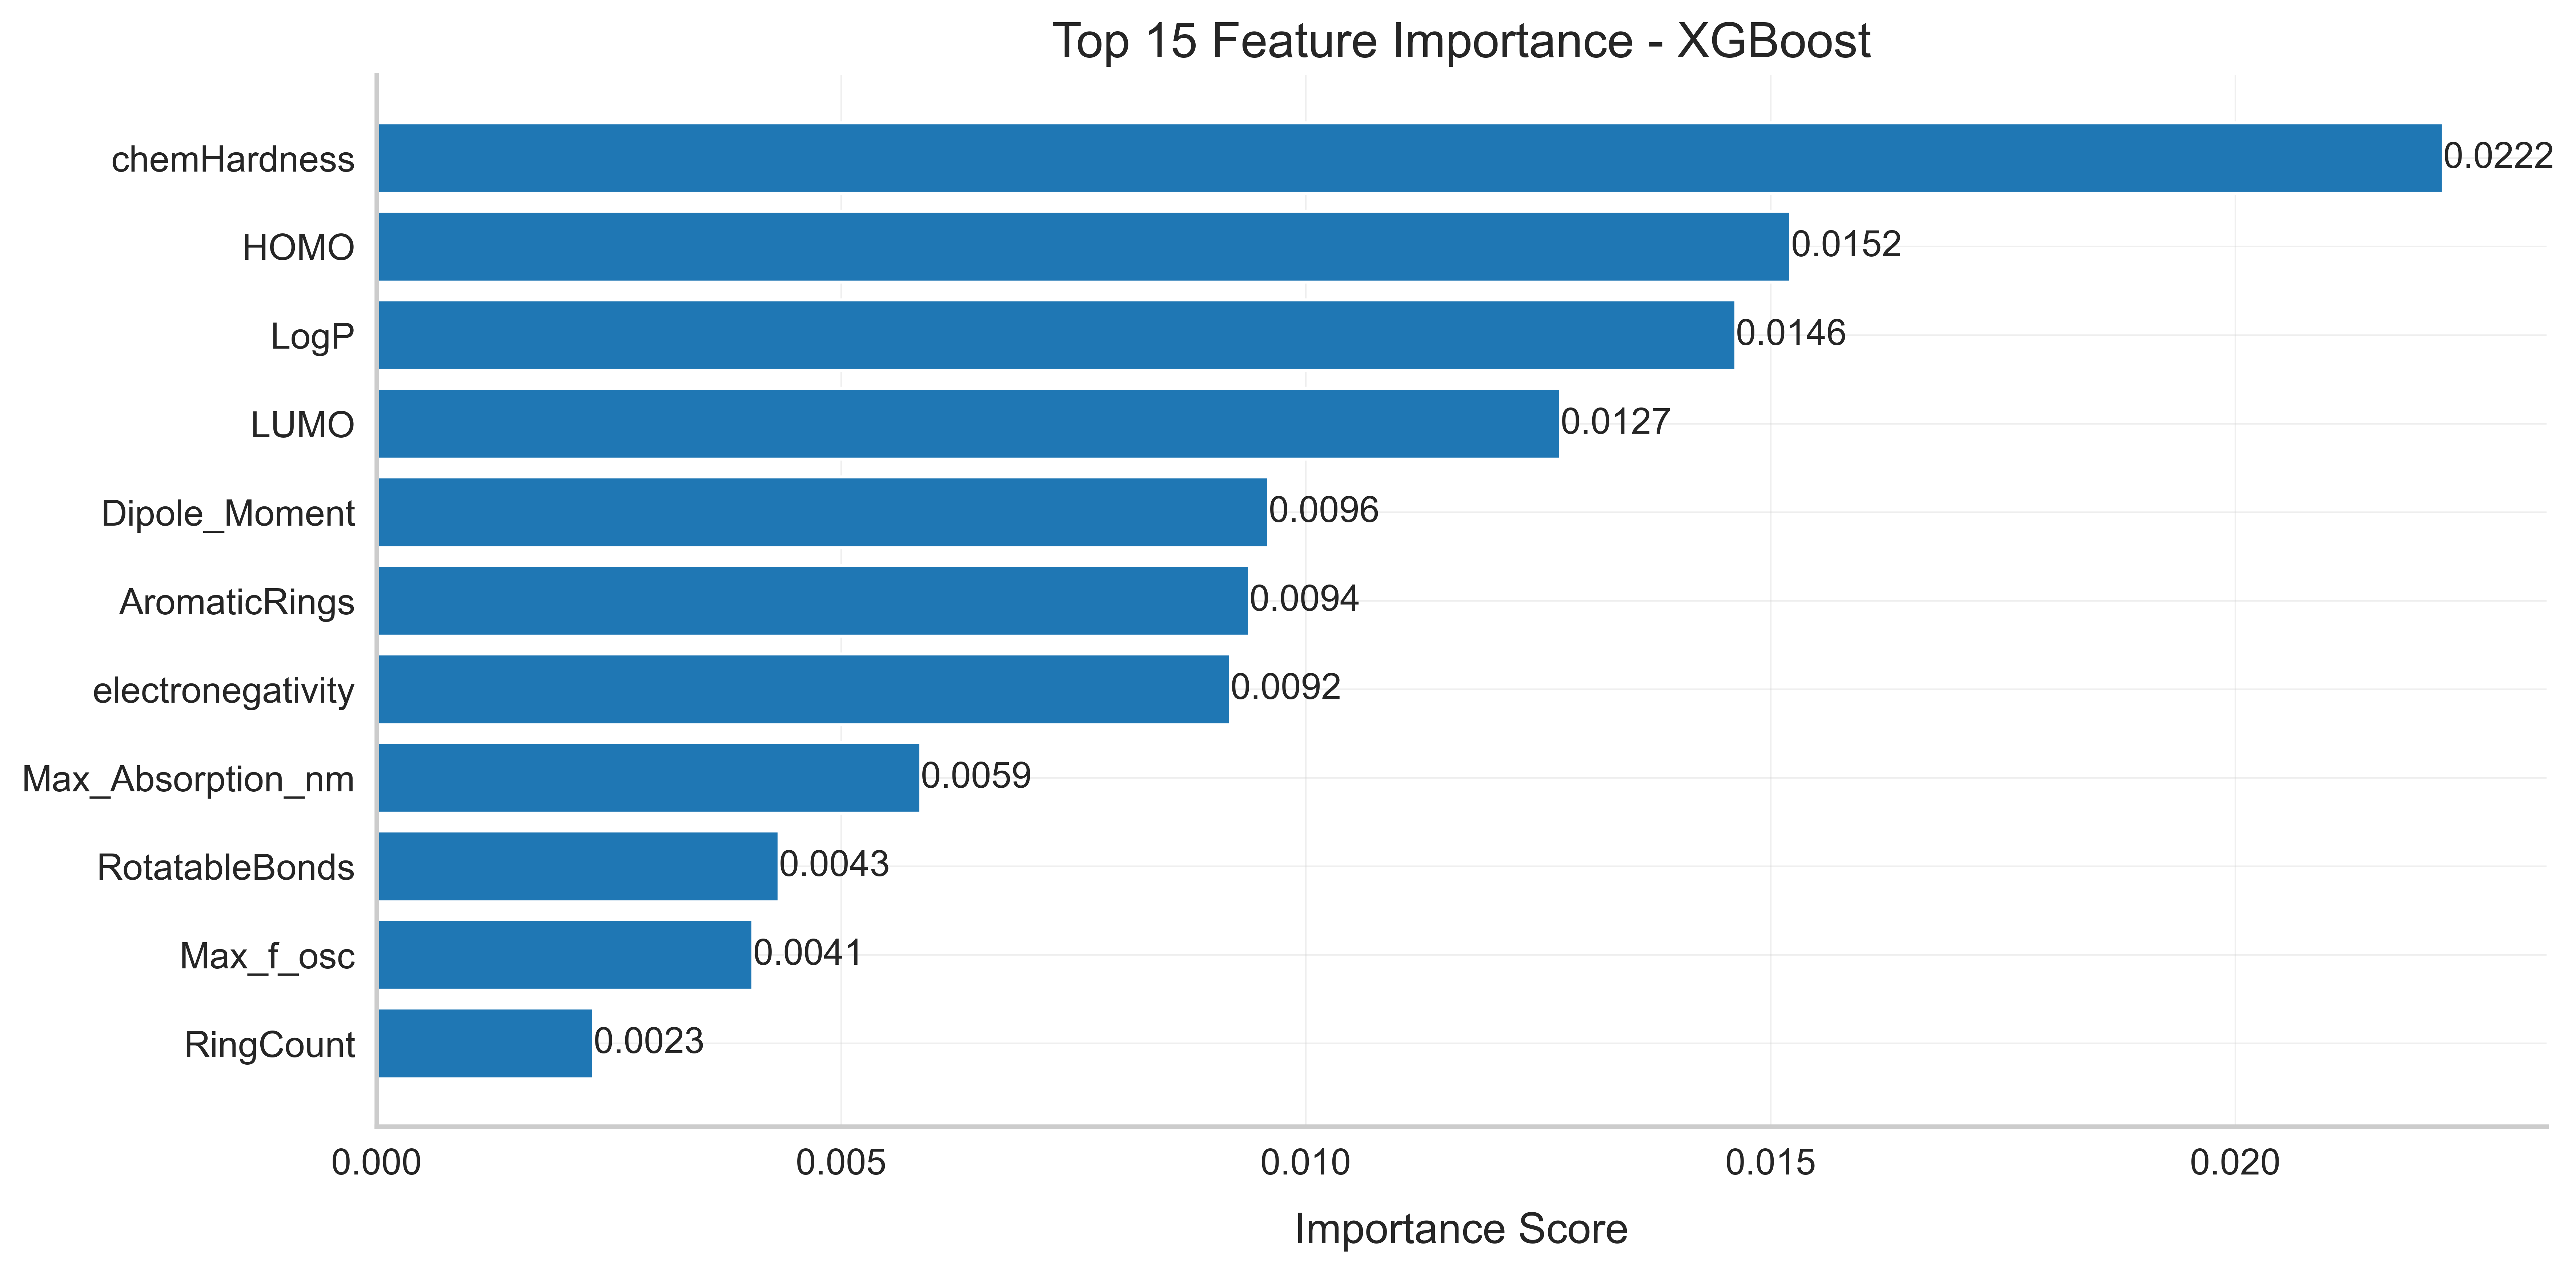 Top 15 Feature Importance - XGBoost
chemHardness 0.0222
HOMO 0.0152
LogP 0.0146
LUMO 0.0127
Dipole_Moment 0.0096
AromaticRings 0.0094
electronegativity 0.0092
Max_Absorption_nm 0.0059
RotatableBonds 0.0043
Max_f_osc 0.0041
RingCount 0.0023
0.000 0.005 0.010 0.015 0.020
Importance Score